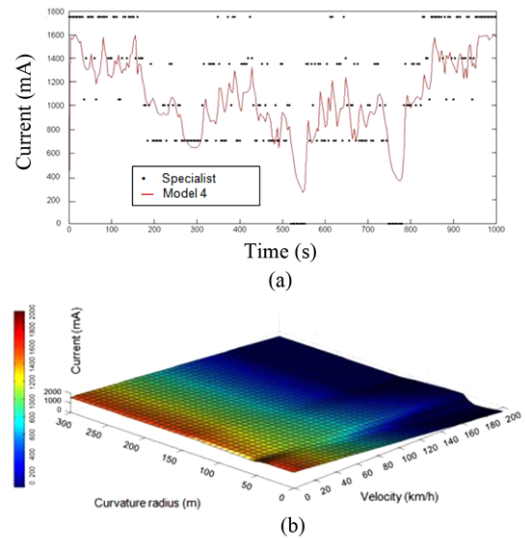 1800
1600
1400
1200
1000
800
600
400
200
0
Current (mA)
Specialist
Model 4
0 100 200 300 400 500 600 700 800 900 1000
Time (s)
(a)
0 200 400 600 800 1000 1200 1400 1600 1800 2000
Current (mA)
2000
1000
0
300 250 200 150 100 50 0
Curvature radius (m)
0 20 40 60 80 100 120 140 160 180 200
Velocity (km/h)
(b)